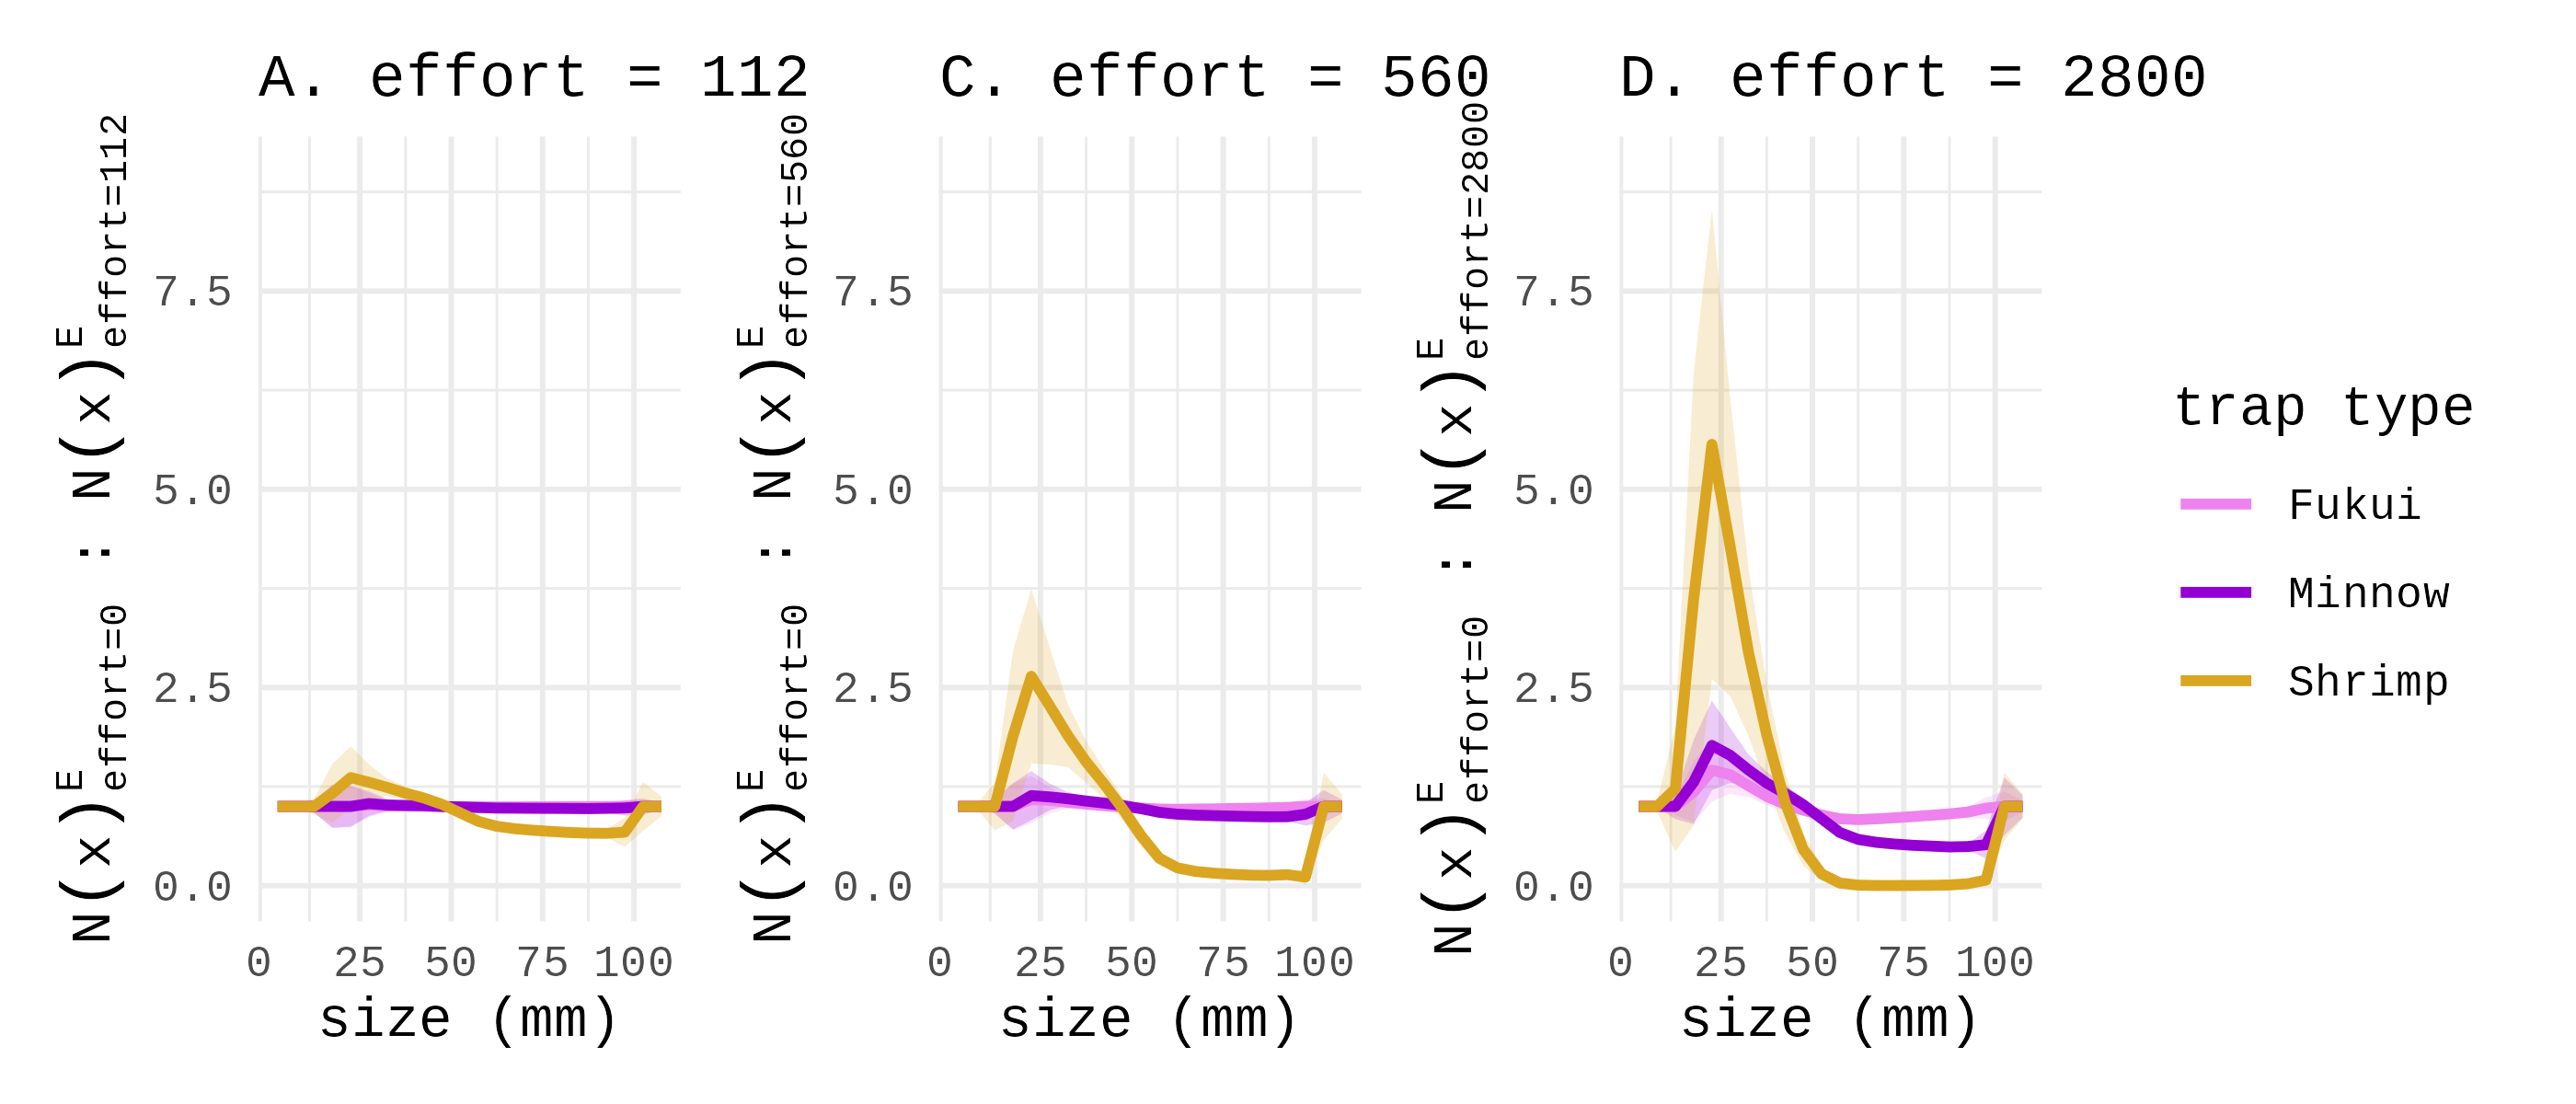 A. effort = 112
C. effort = 560
D. effort = 2800
N(x)^E_effort=0 : N(x)^E_effort=112
7.5
5.0
2.5
0.0
0 25 50 75 100
size (mm)
N(x)^E_effort=0 : N(x)^E_effort=560
7.5
5.0
2.5
0.0
0 25 50 75 100
size (mm)
N(x)^E_effort=0 : N(x)^E_effort=2800
7.5
5.0
2.5
0.0
0 25 50 75 100
size (mm)
trap type
Fukui
Minnow
Shrimp